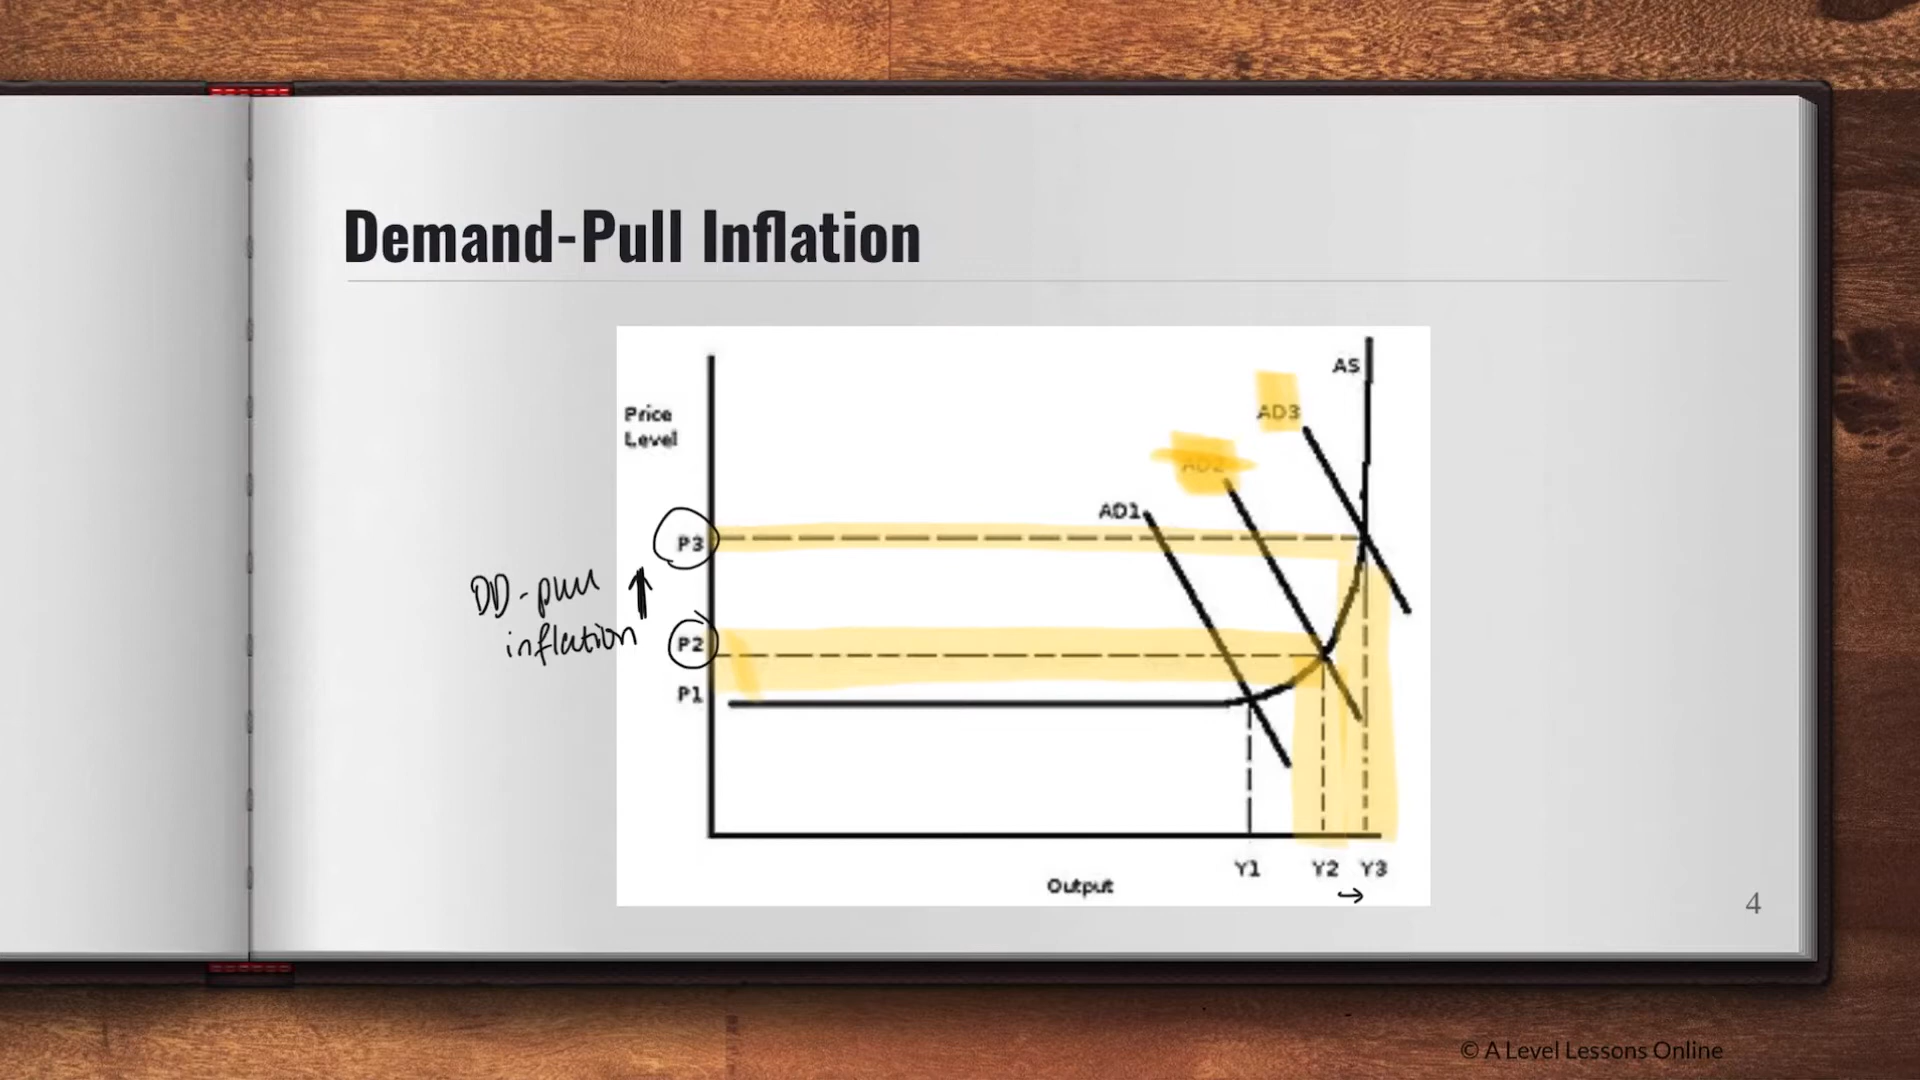 Demand-Pull Inflation
AS
AD3
Price
Level
AD2
AD1
P3
DD-pull
inflation
P2
P1
Y1 Y2 Y3
Output
4
© A Level Lessons Online